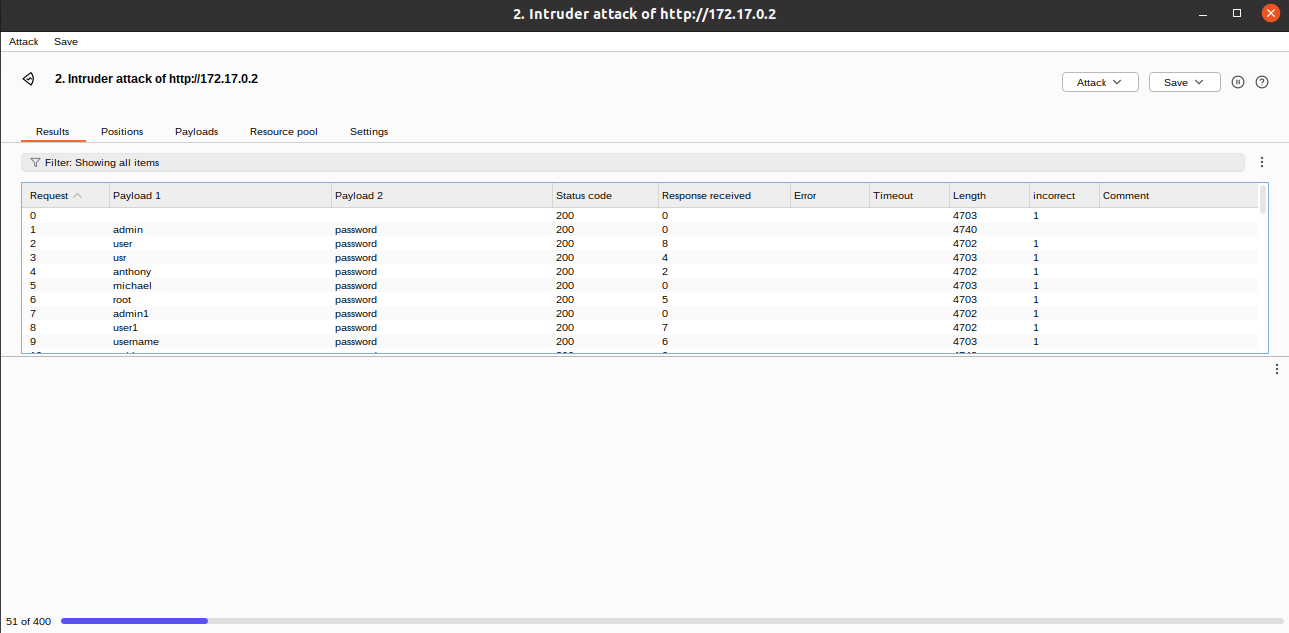 2. Intruder attack of http://172.17.0.2
Attack Save
2. Intruder attack of http://172.17.0.2
Attack Save
Results Positions Payloads Resource pool Settings
Filter: Showing all items
Request Payload 1 Payload 2 Status code Response received Error Timeout Length incorrect Comment
0 200 0 4703 1
1 admin password 200 0 4740
2 user password 200 8 4702 1
3 usr password 200 4 4703 1
4 anthony password 200 2 4702 1
5 michael password 200 0 4703 1
6 root password 200 5 4703 1
7 admin1 password 200 0 4702 1
8 user1 password 200 7 4702 1
9 username password 200 6 4703 1
51 of 400